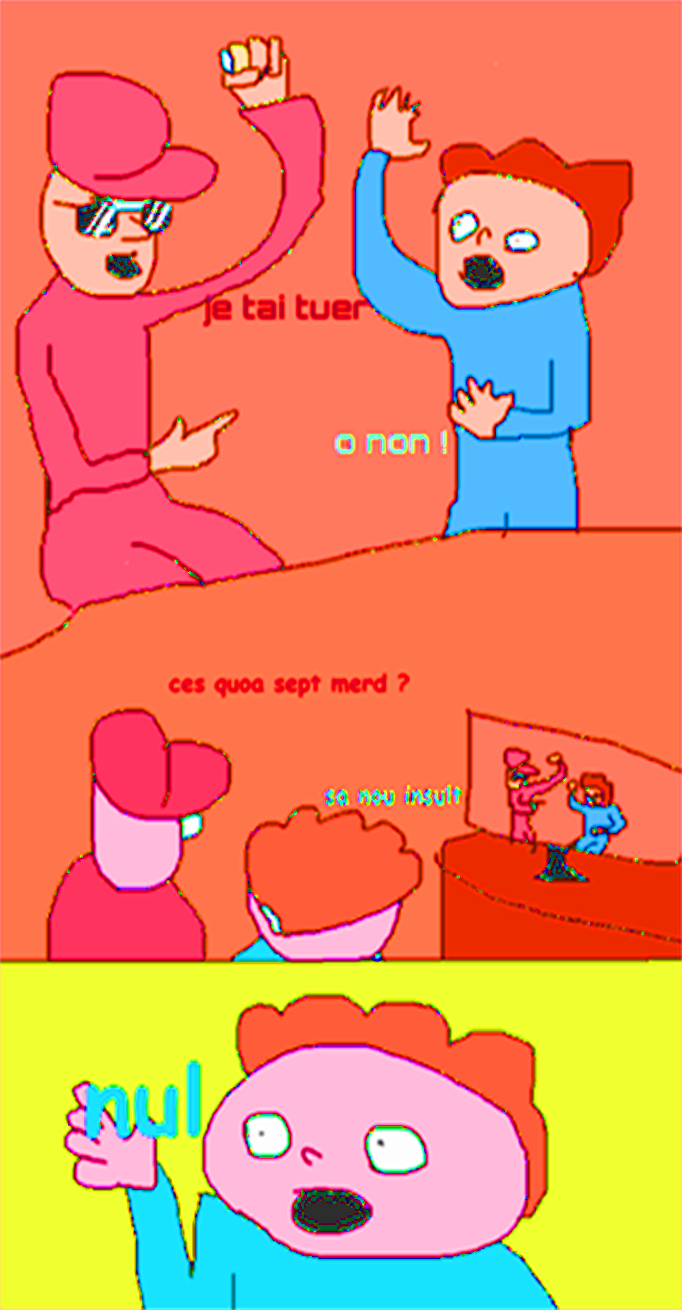 je tai tuer
o non !
ces quoa sept merd ?
sa nou insult
nul